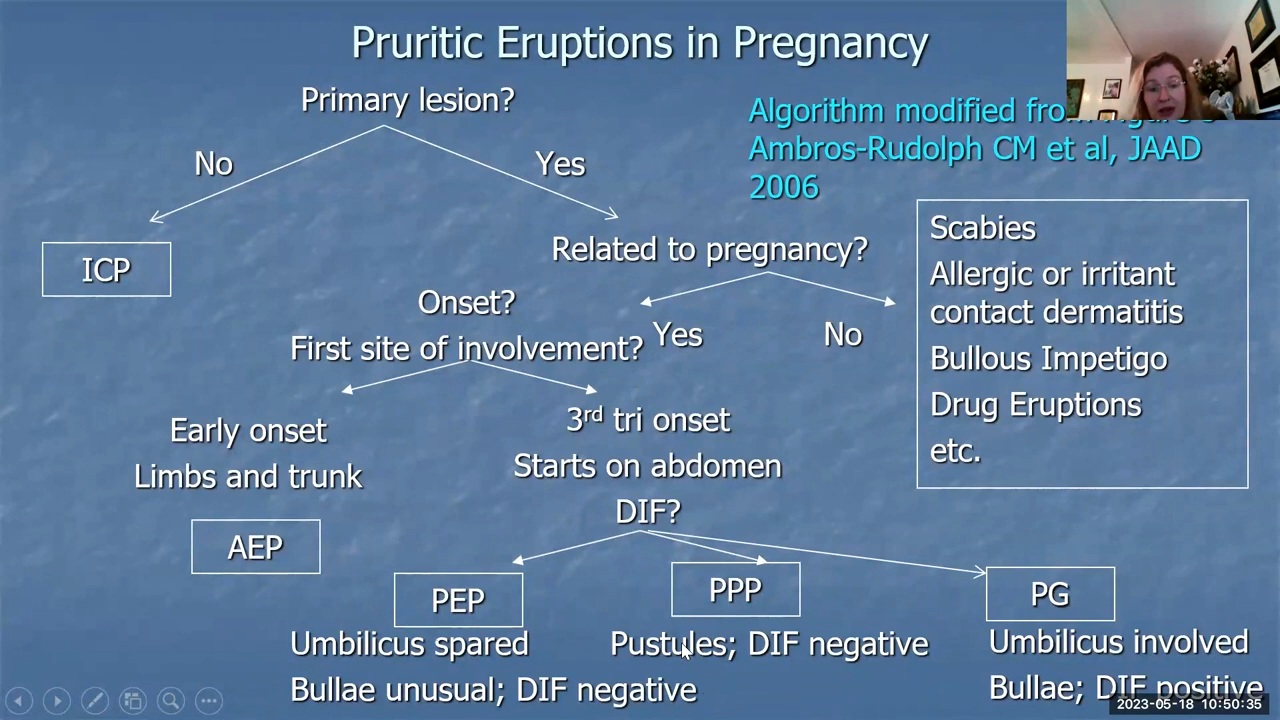 Pruritic Eruptions in Pregnancy
Primary lesion?
Algorithm modified
Ambros-Rudolph CM et al, JAAD
2006
No
Yes
ICP
Related to pregnancy?
Scabies
Allergic or irritant
contact dermatitis
Bullous Impetigo
Drug Eruptions
etc.
Yes
No
Onset?
First site of involvement?
Early onset
Limbs and trunk
3rd tri onset
Starts on abdomen
DIF?
AEP
PEP
PPP
PG
Umbilicus spared
Bullae unusual; DIF negative
Pustules; DIF negative
Umbilicus involved
Bullae; DIF positive
2023-05-18 10:50:35